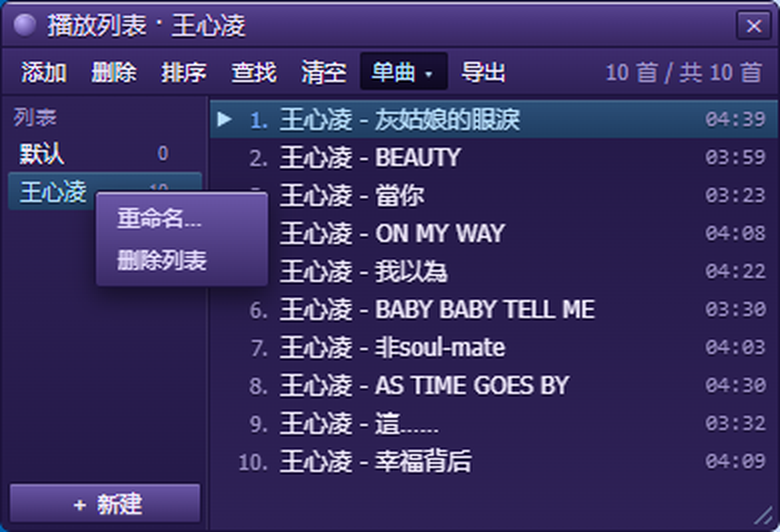 播放列表 · 王心凌
添加 删除 排序 查找 清空 单曲 导出 10 首 / 共 10 首
列表
默认 0
王心凌
重命名...
删除列表
+ 新建
1. 王心凌 - 灰姑娘的眼淚 04:39
2. 王心凌 - BEAUTY 03:59
王心凌 - 當你 03:23
王心凌 - ON MY WAY 04:08
王心凌 - 我以為 04:22
6. 王心凌 - BABY BABY TELL ME 03:30
7. 王心凌 - 非soul-mate 04:03
8. 王心凌 - AS TIME GOES BY 04:30
9. 王心凌 - 這...... 03:32
10. 王心凌 - 幸福背后 04:09